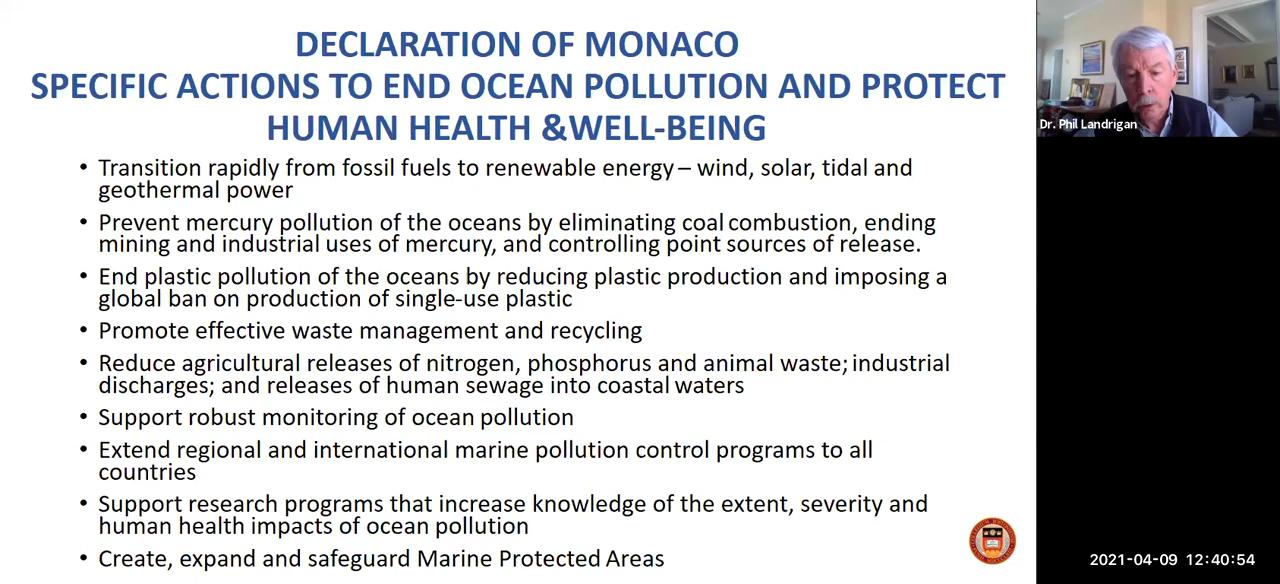 DECLARATION OF MONACO
SPECIFIC ACTIONS TO END OCEAN POLLUTION AND PROTECT
HUMAN HEALTH &WELL-BEING
• Transition rapidly from fossil fuels to renewable energy – wind, solar, tidal and
geothermal power
• Prevent mercury pollution of the oceans by eliminating coal combustion, ending
mining and industrial uses of mercury, and controlling point sources of release.
• End plastic pollution of the oceans by reducing plastic production and imposing a
global ban on production of single-use plastic
• Promote effective waste management and recycling
• Reduce agricultural releases of nitrogen, phosphorus and animal waste; industrial
discharges; and releases of human sewage into coastal waters
• Support robust monitoring of ocean pollution
• Extend regional and international marine pollution control programs to all
countries
• Support research programs that increase knowledge of the extent, severity and
human health impacts of ocean pollution
• Create, expand and safeguard Marine Protected Areas
Dr. Phil Landrigan
2021-04-09 12:40:54